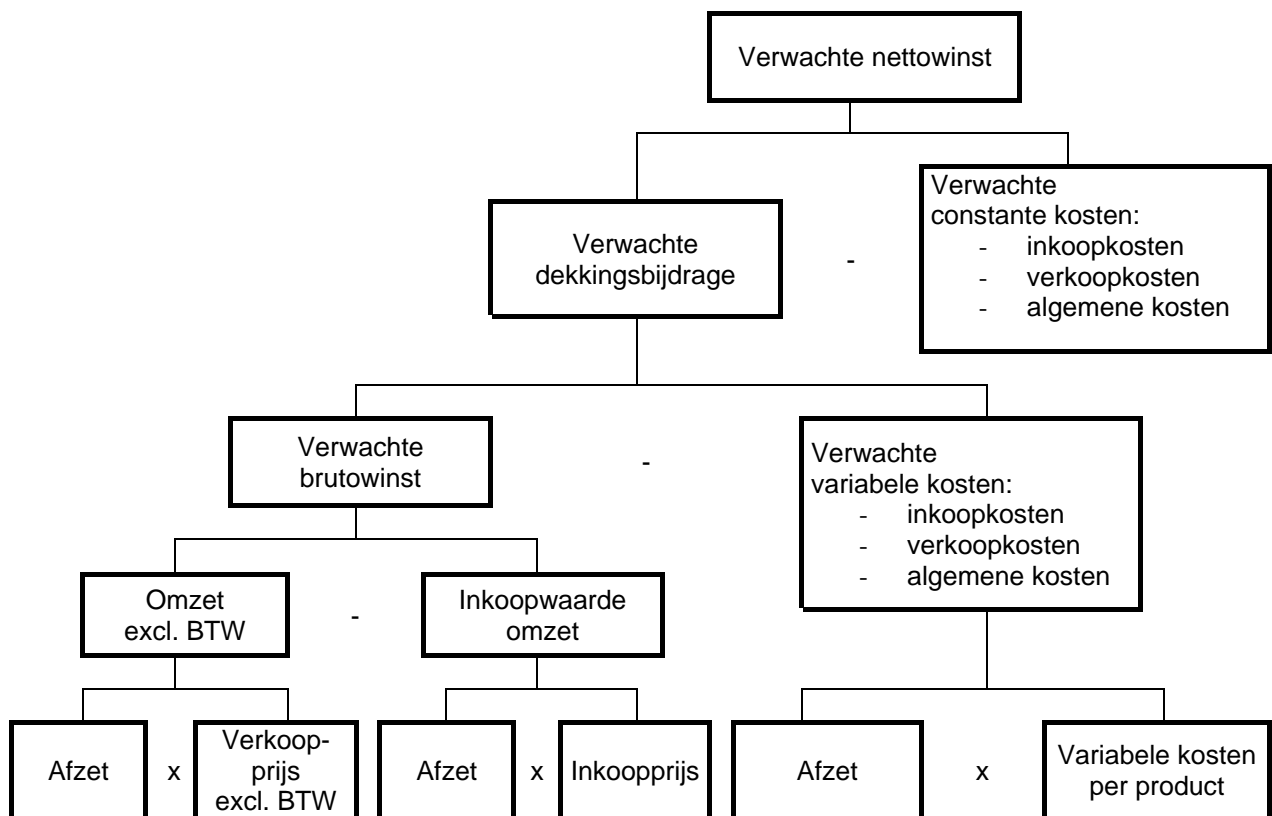 Verwachte nettowinst
Verwachte
constante kosten:
- inkoopkosten
- verkoopkosten
- algemene kosten
Verwachte
dekkingsbijdrage
-
Verwachte
brutowinst
-
Verwachte
variabele kosten:
- inkoopkosten
- verkoopkosten
- algemene kosten
Omzet
excl. BTW
-
Inkoopwaarde
omzet
Afzet
x
Verkoop-
prijs
excl. BTW
Afzet
x
Inkoopprijs
Afzet
x
Variabele kosten
per product